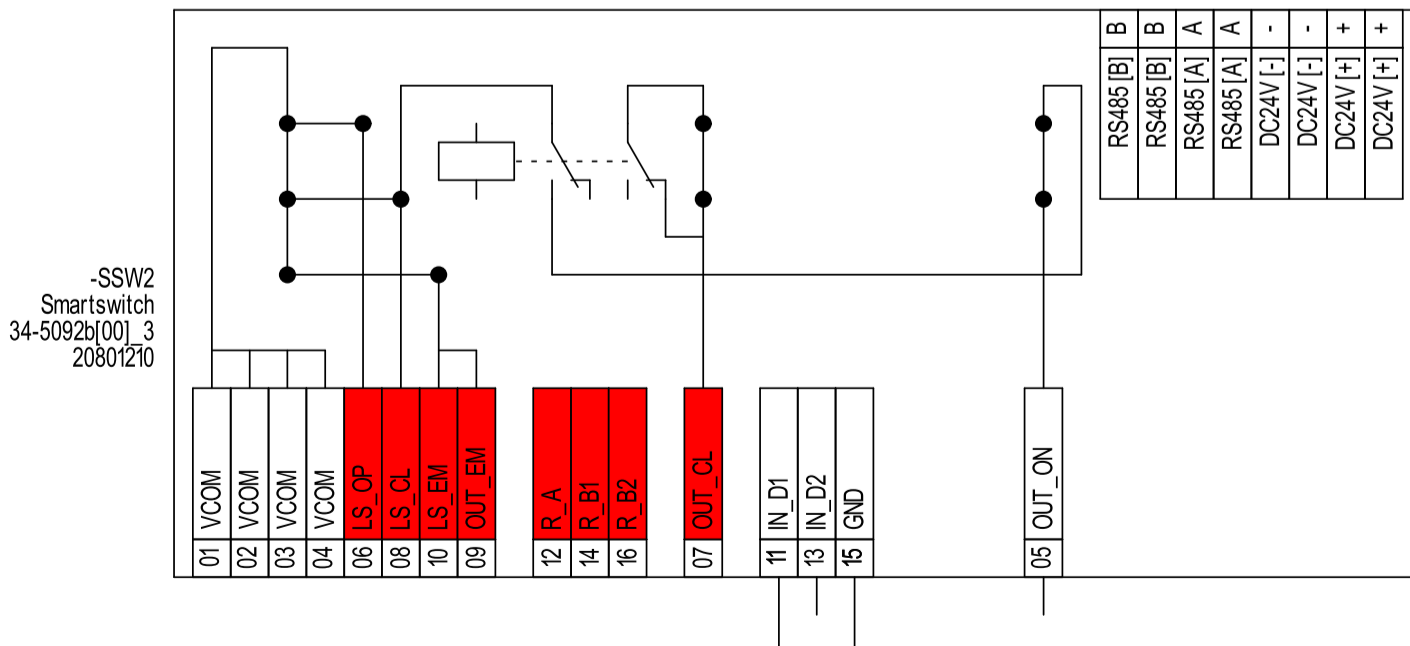 B
B
A
A
-
-
+
+
RS485 [B]
RS485 [B]
RS485 [A]
RS485 [A]
DC24V [-]
DC24V [-]
DC24V [+]
DC24V [+]
-SSW2
Smartswitch
34-5092b[00]_3
20801210
VCOM
VCOM
VCOM
VCOM
LS_OP
LS_CL
LS_EM
OUT_EM
R_A
R_B1
R_B2
OUT_CL
IN_D1
IN_D2
GND
OUT_ON
01
02
03
04
06
08
10
09
12
14
16
07
11
13
15
05